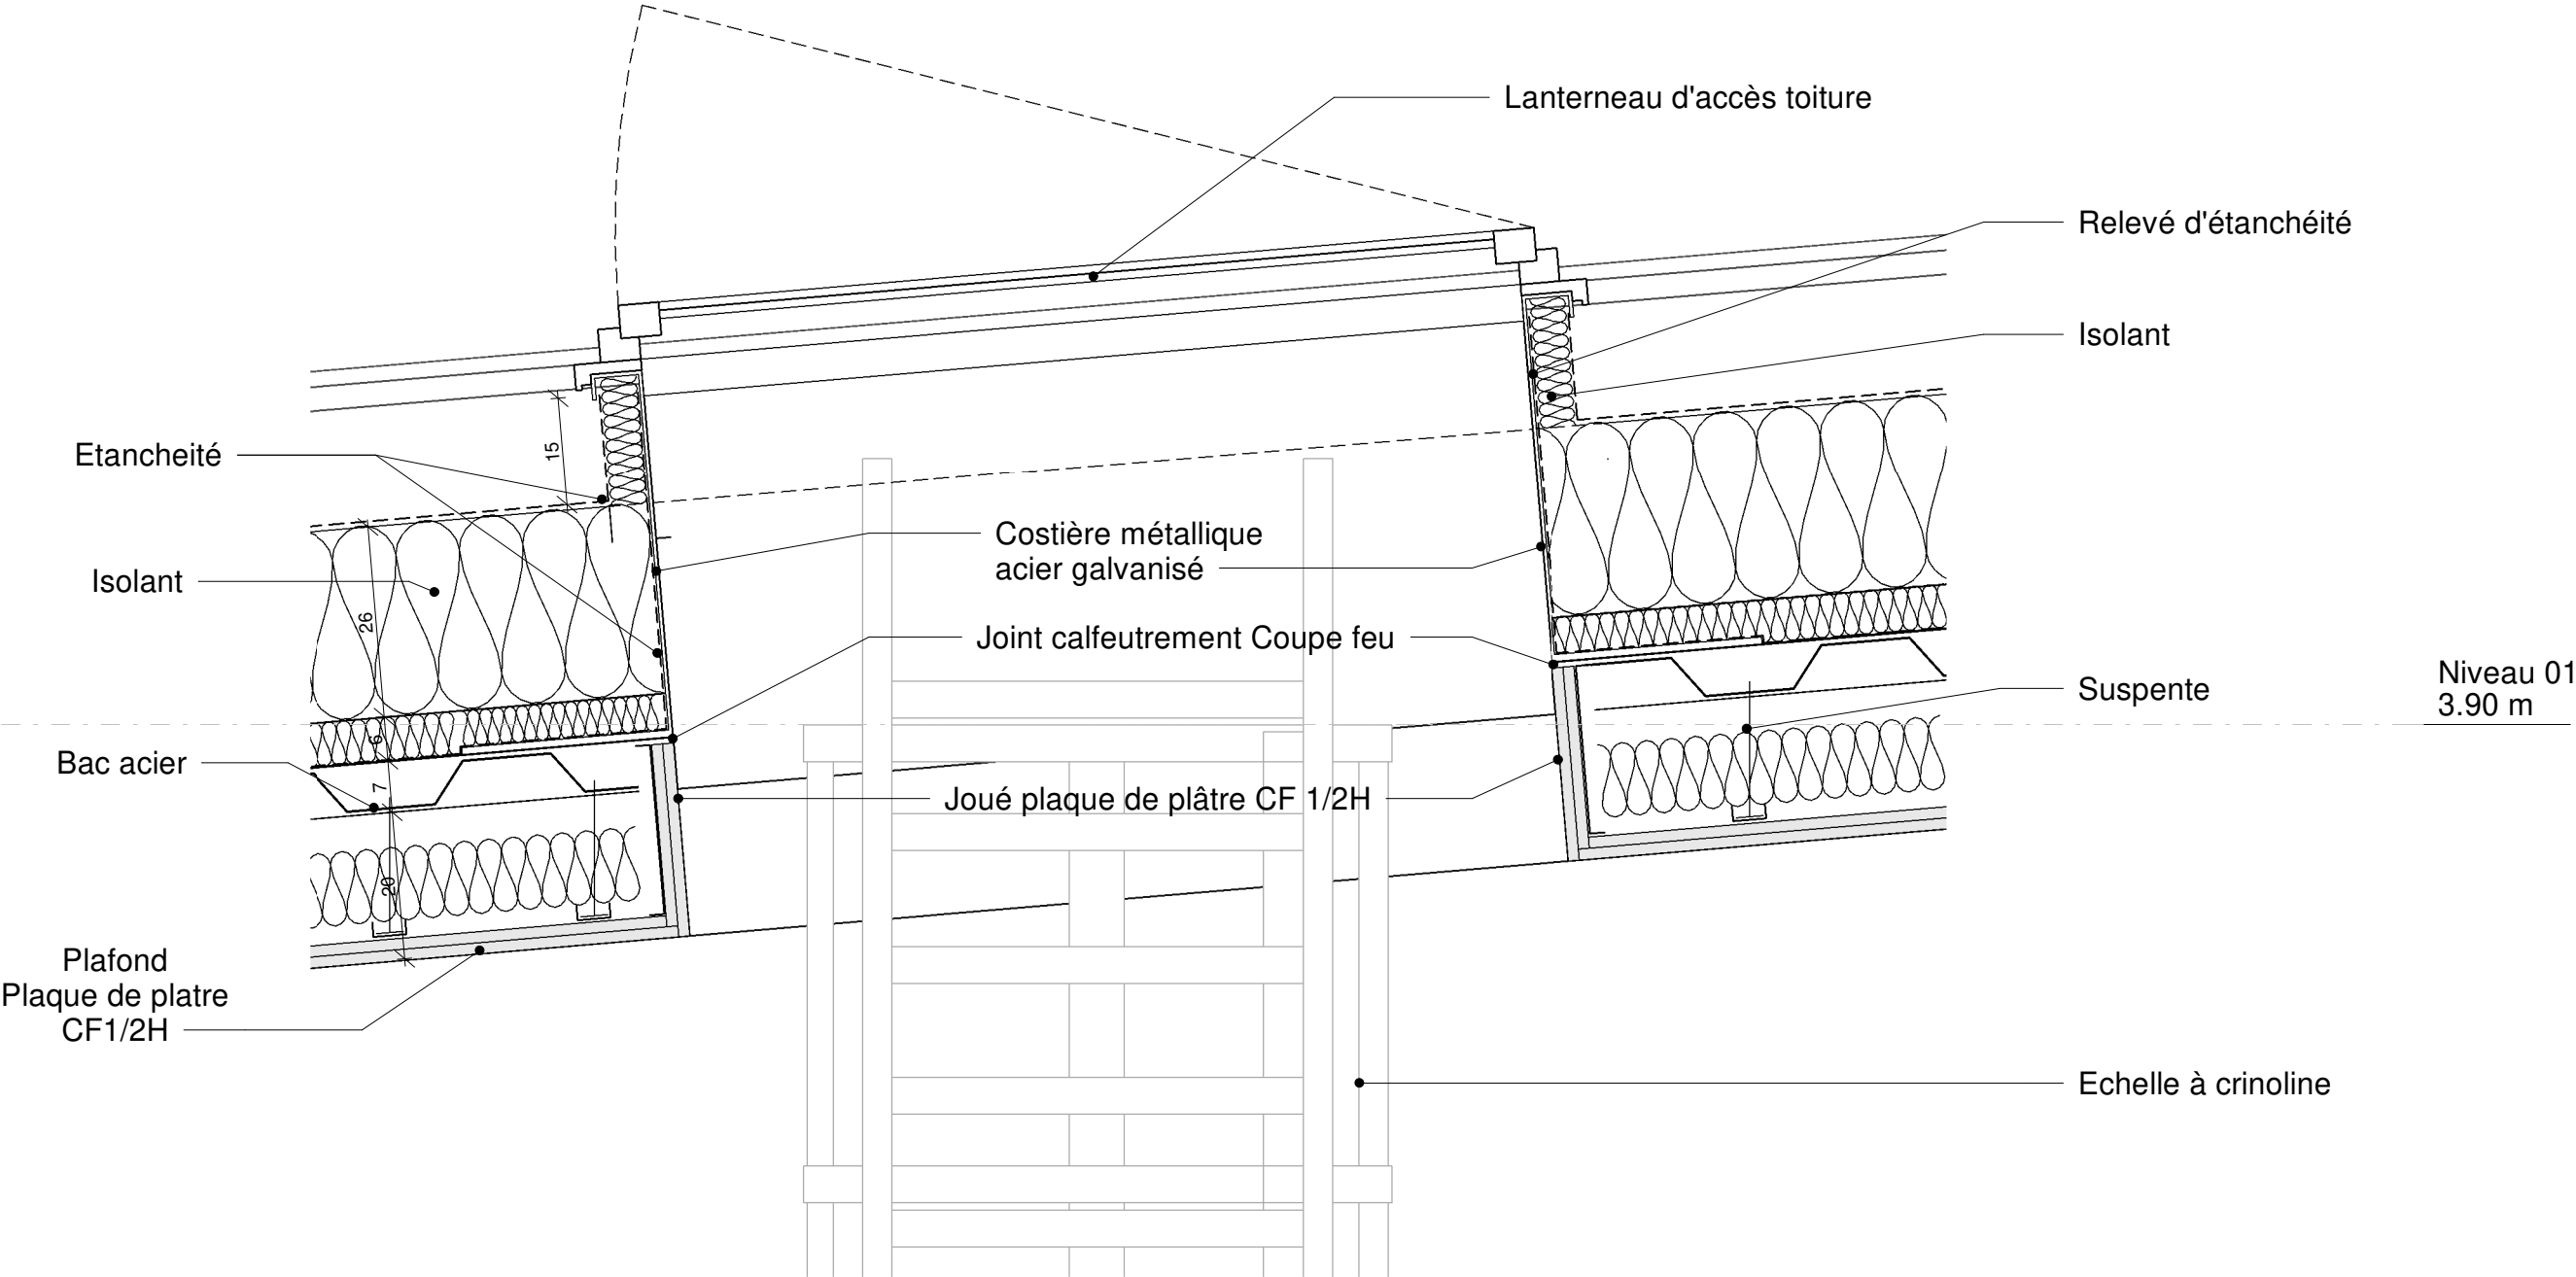 Lanterneau d'accès toiture
Relevé d'étanchéité
Isolant
15
Etancheité
Costière métallique
acier galvanisé
Isolant
26
Joint calfeutrement Coupe feu
Suspente
Niveau 01
3.90 m
6
Bac acier
7
Joué plaque de plâtre CF 1/2H
20
Plafond
Plaque de platre
CF1/2H
Echelle à crinoline